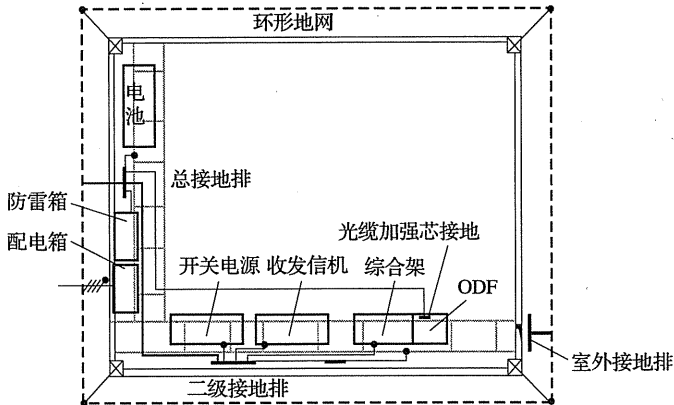 环形地网
电
池
总接地排
防雷箱
配电箱
光缆加强芯接地
开关电源
收发信机
综合架
ODF
室外接地排
二级接地排